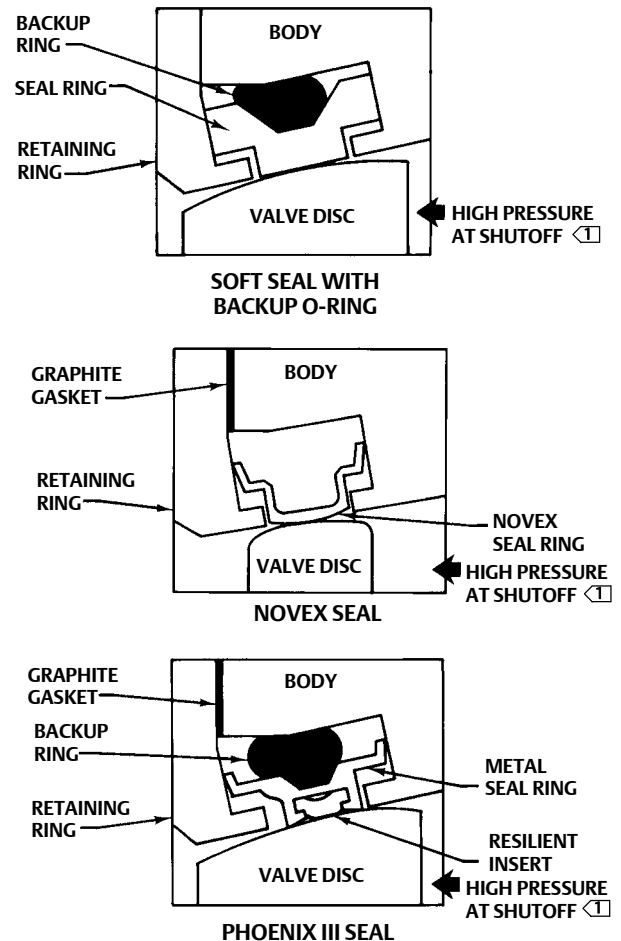 BACKUP
RING
BODY
SEAL RING
RETAINING
RING
VALVE DISC
HIGH PRESSURE
AT SHUTOFF 1
SOFT SEAL WITH
BACKUP O-RING
GRAPHITE
GASKET
BODY
RETAINING
RING
NOVEX
SEAL RING
VALVE DISC
HIGH PRESSURE
AT SHUTOFF 1
NOVEX SEAL
GRAPHITE
GASKET
BODY
BACKUP
RING
METAL
SEAL RING
RETAINING
RING
RESILIENT
INSERT
VALVE DISC
HIGH PRESSURE
AT SHUTOFF 1
PHOENIX III SEAL